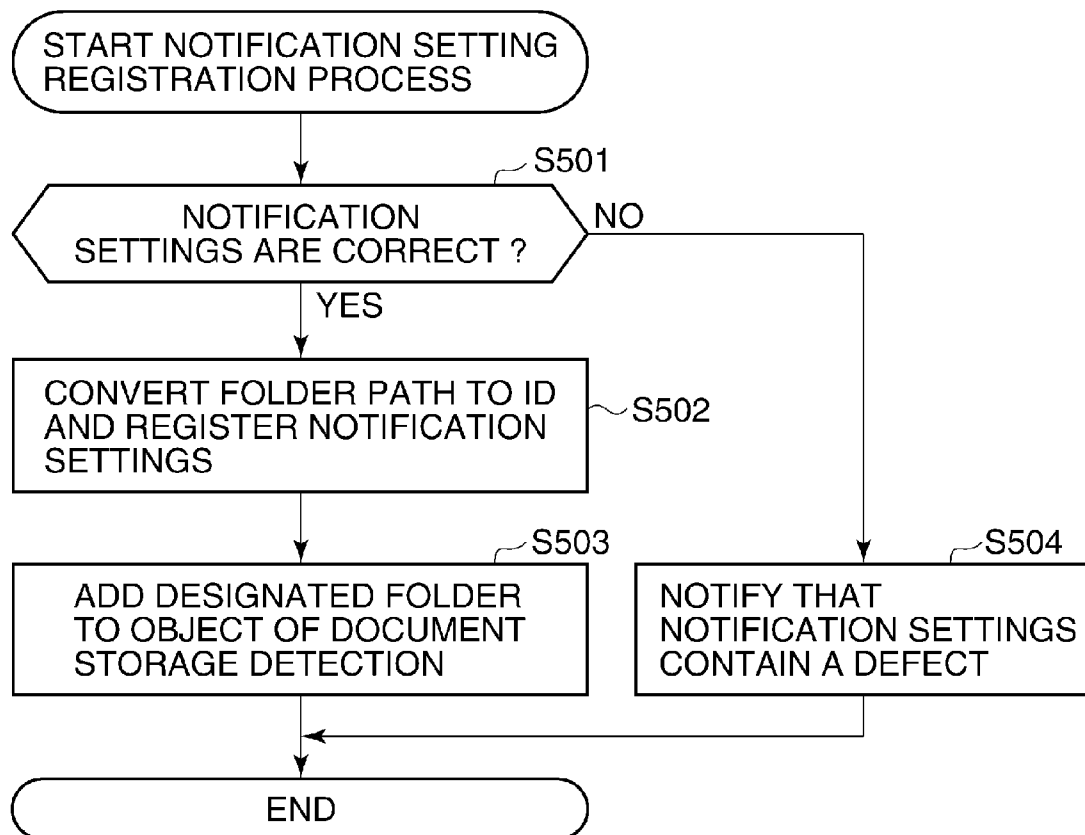 START NOTIFICATION SETTING
REGISTRATION PROCESS
S501
NOTIFICATION
SETTINGS ARE CORRECT ?
NO
YES
CONVERT FOLDER PATH TO ID
AND REGISTER NOTIFICATION
SETTINGS
S502
S503
ADD DESIGNATED FOLDER
TO OBJECT OF DOCUMENT
STORAGE DETECTION
S504
NOTIFY THAT
NOTIFICATION SETTINGS
CONTAIN A DEFECT
END